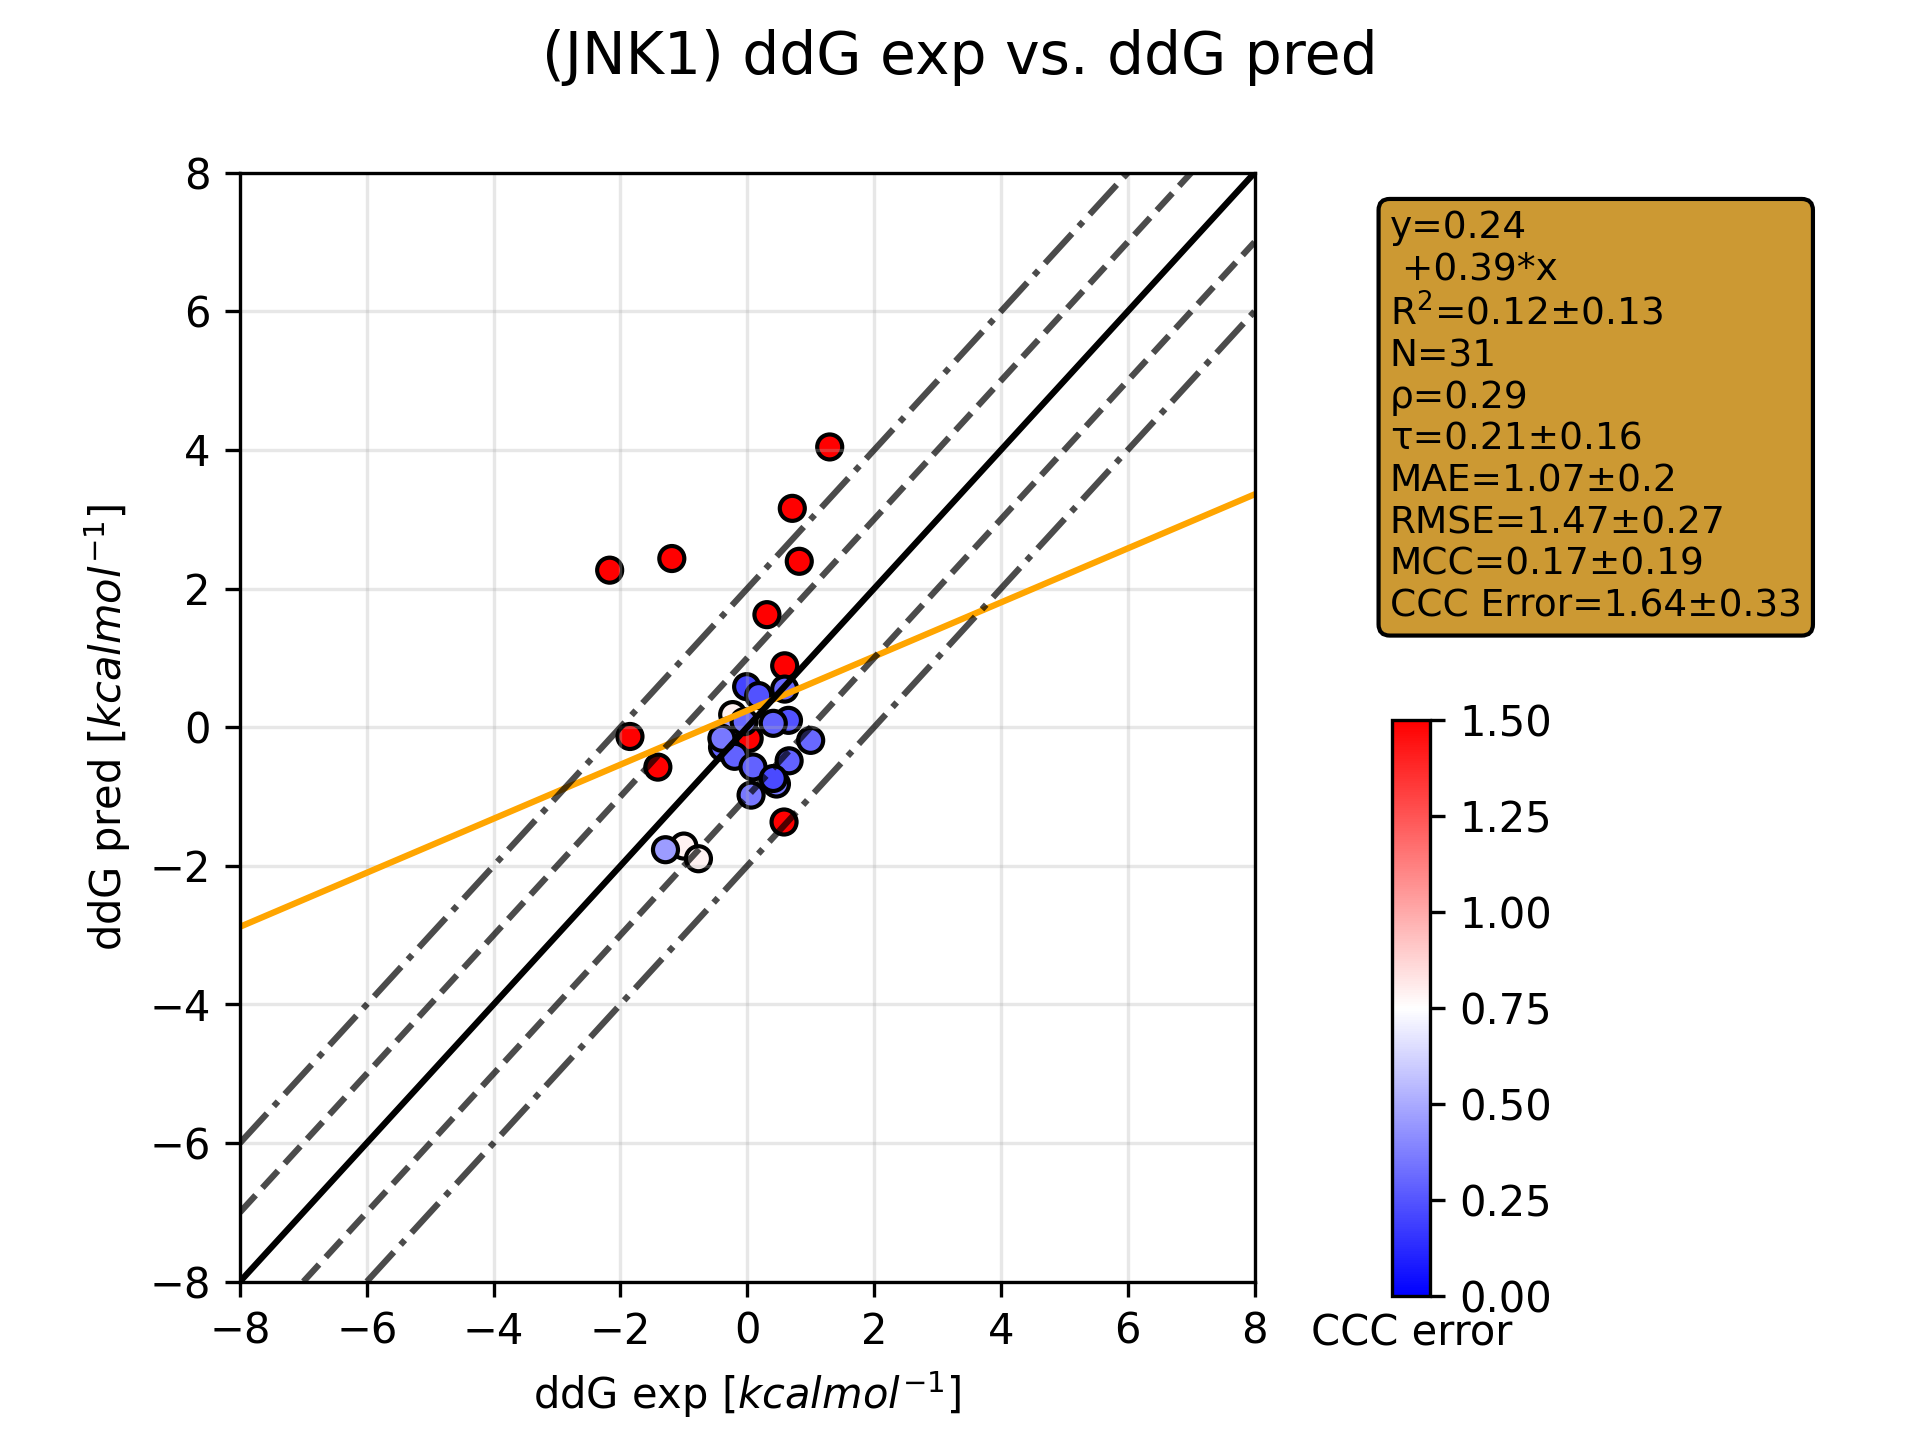 (JNK1) ddG exp vs. ddG pred
8
6
4
2
0
−2
−4
−6
−8
ddG pred [kcalmol⁻¹]
−8 −6 −4 −2 0 2 4 6 8
ddG exp [kcalmol⁻¹]
y=0.24
+0.39*x
R²=0.12±0.13
N=31
ρ=0.29
τ=0.21±0.16
MAE=1.07±0.2
RMSE=1.47±0.27
MCC=0.17±0.19
CCC Error=1.64±0.33
1.50
1.25
1.00
0.75
0.50
0.25
0.00
CCC error